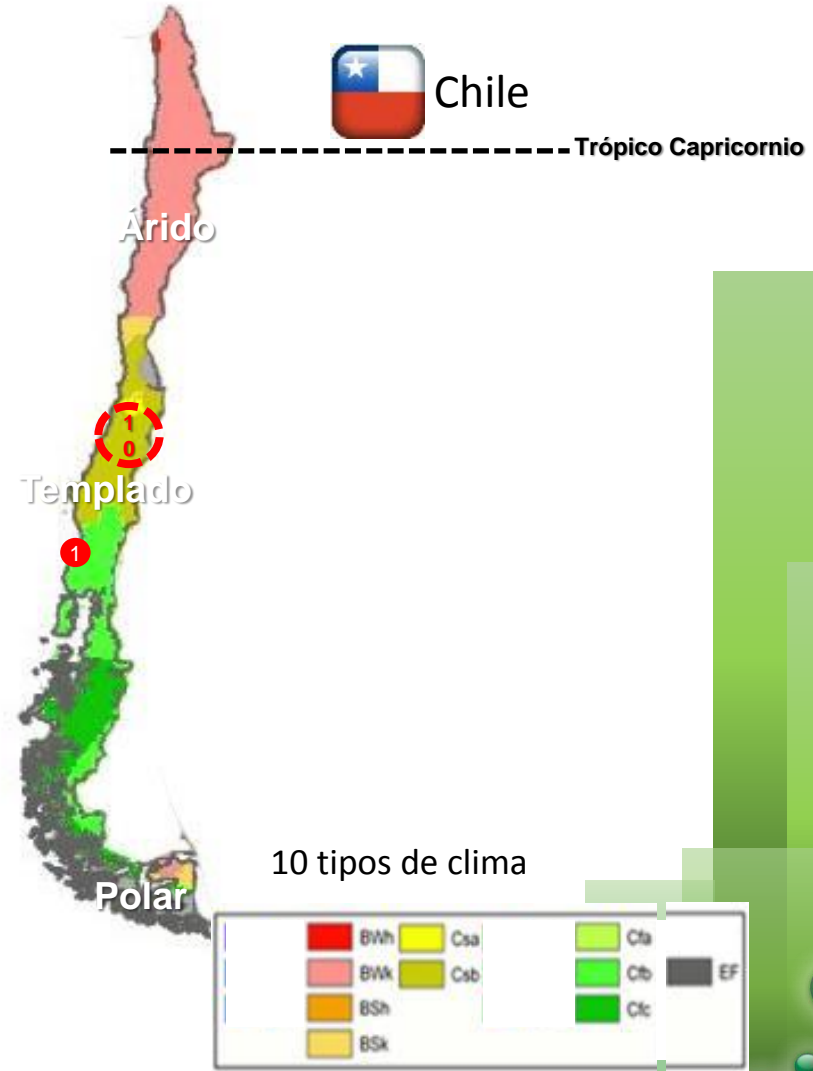 Chile
Trópico Capricornio
Árido
1
0
Templado
1
10 tipos de clima
Polar
BWh Csa Cfa
BWk Csb Cfb EF
BSh Cfc
BSk